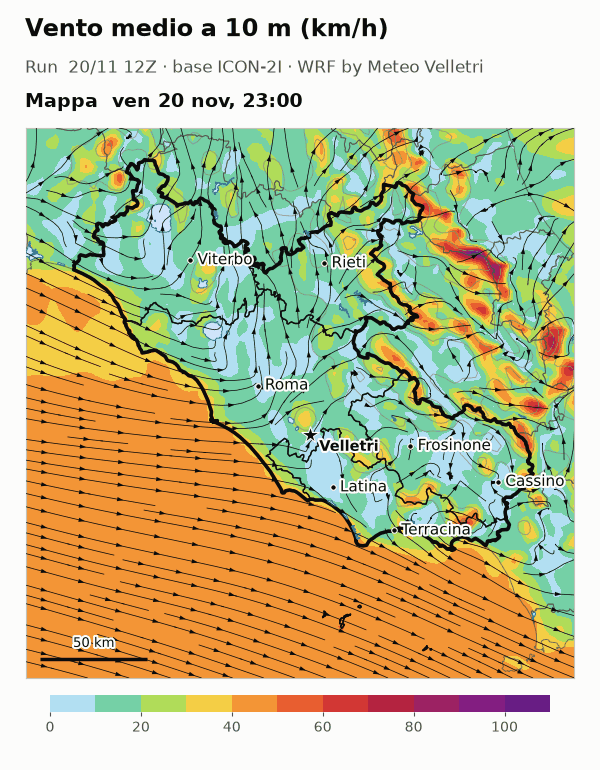 Vento medio a 10 m (km/h)
Run  20/11 12Z · base ICON-2I · WRF by Meteo Velletri
Mappa  ven 20 nov, 23:00
Viterbo
Rieti
Roma
Velletri
Frosinone
Cassino
Latina
Terracina
50 km
0 20 40 60 80 100